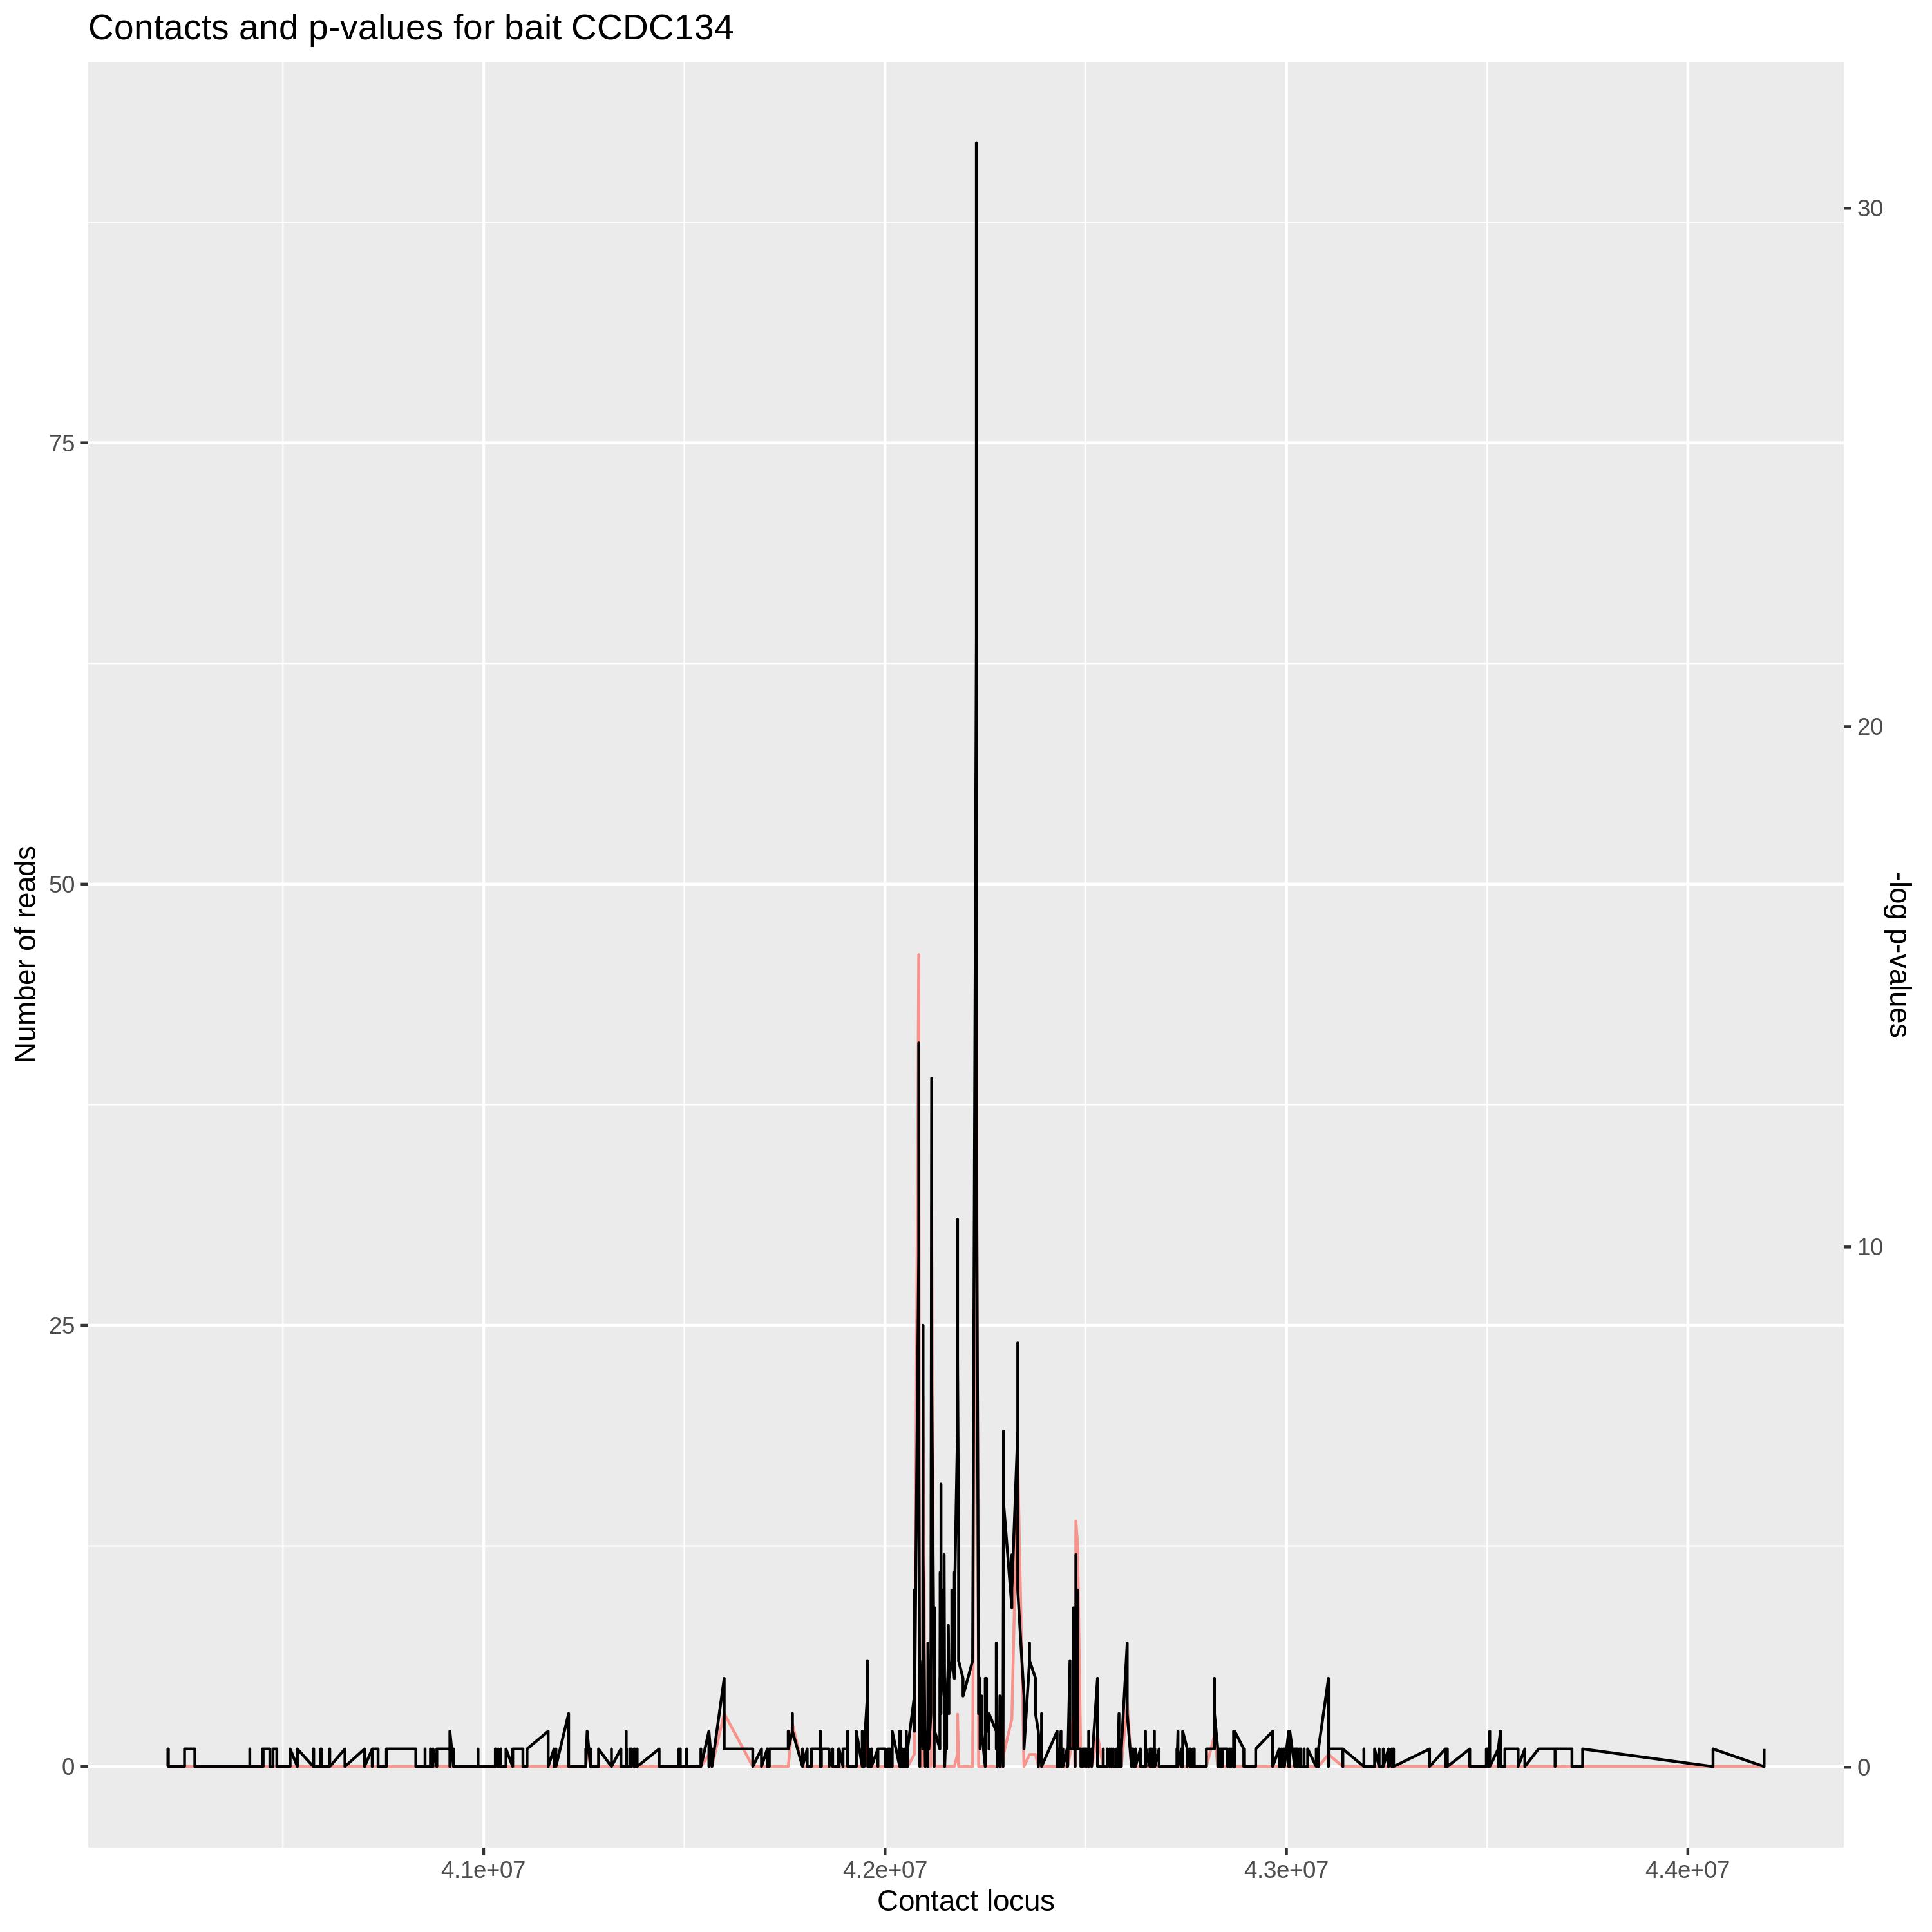 Contacts and p-values for bait CCDC134
Number of reads
75
50
25
0
30
20
10
0
-log p-values
4.1e+07
4.2e+07
4.3e+07
4.4e+07
Contact locus